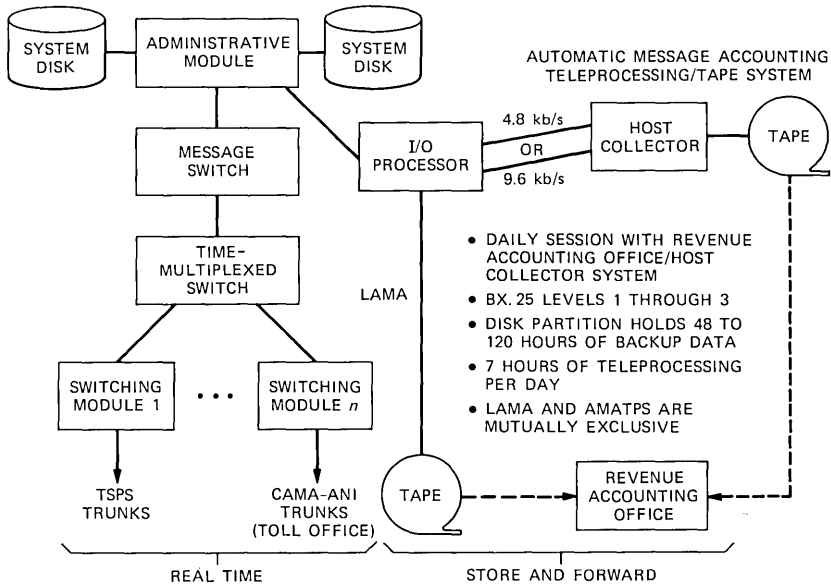 SYSTEM
DISK
ADMINISTRATIVE
MODULE
SYSTEM
DISK
AUTOMATIC MESSAGE ACCOUNTING
TELEPROCESSING/TAPE SYSTEM
MESSAGE
SWITCH
I/O
PROCESSOR
4.8 kb/s
OR
9.6 kb/s
HOST
COLLECTOR
TAPE
TIME-
MULTIPLEXED
SWITCH
LAMA
• DAILY SESSION WITH REVENUE
ACCOUNTING OFFICE/HOST
COLLECTOR SYSTEM
• BX.25 LEVELS 1 THROUGH 3
• DISK PARTITION HOLDS 48 TO
120 HOURS OF BACKUP DATA
• 7 HOURS OF TELEPROCESSING
PER DAY
• LAMA AND AMATPS ARE
MUTUALLY EXCLUSIVE
SWITCHING
MODULE 1
• • •
SWITCHING
MODULE n
TSPS
TRUNKS
CAMA-ANI
TRUNKS
(TOLL OFFICE)
TAPE
REVENUE
ACCOUNTING
OFFICE
REAL TIME
STORE AND FORWARD